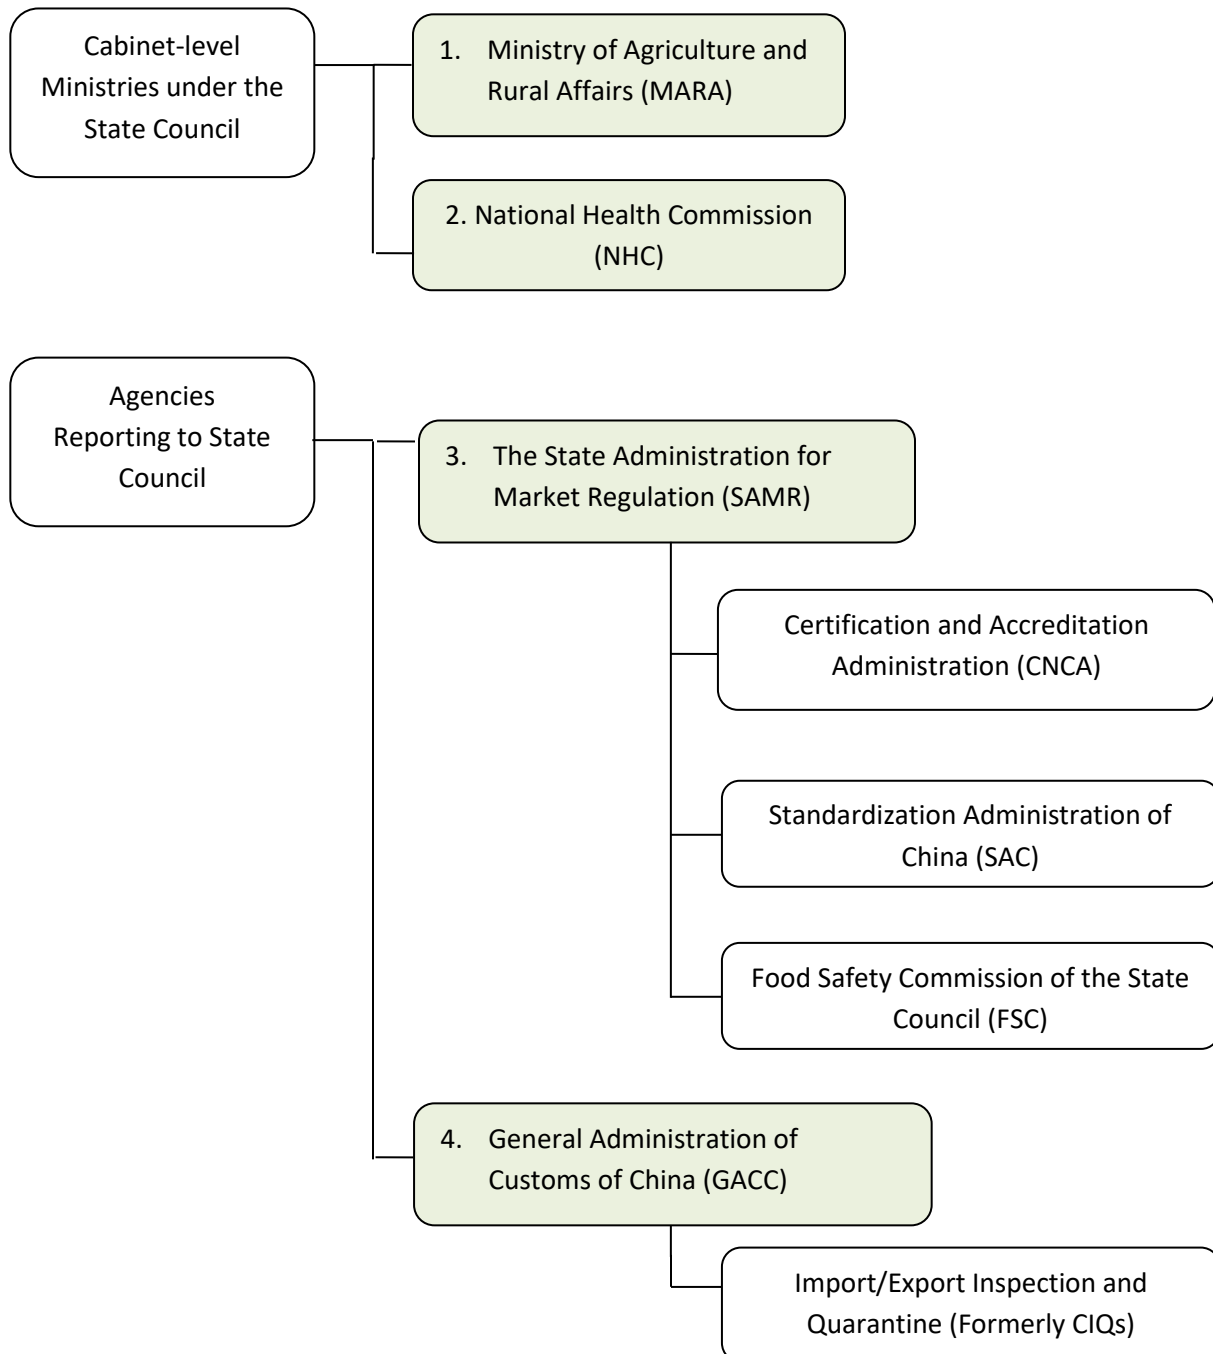 Cabinet-level
Ministries under the
State Council
1. Ministry of Agriculture and
Rural Affairs (MARA)
2. National Health Commission
(NHC)
Agencies
Reporting to State
Council
3. The State Administration for
Market Regulation (SAMR)
Certification and Accreditation
Administration (CNCA)
Standardization Administration of
China (SAC)
Food Safety Commission of the State
Council (FSC)
4. General Administration of
Customs of China (GACC)
Import/Export Inspection and
Quarantine (Formerly CIQs)